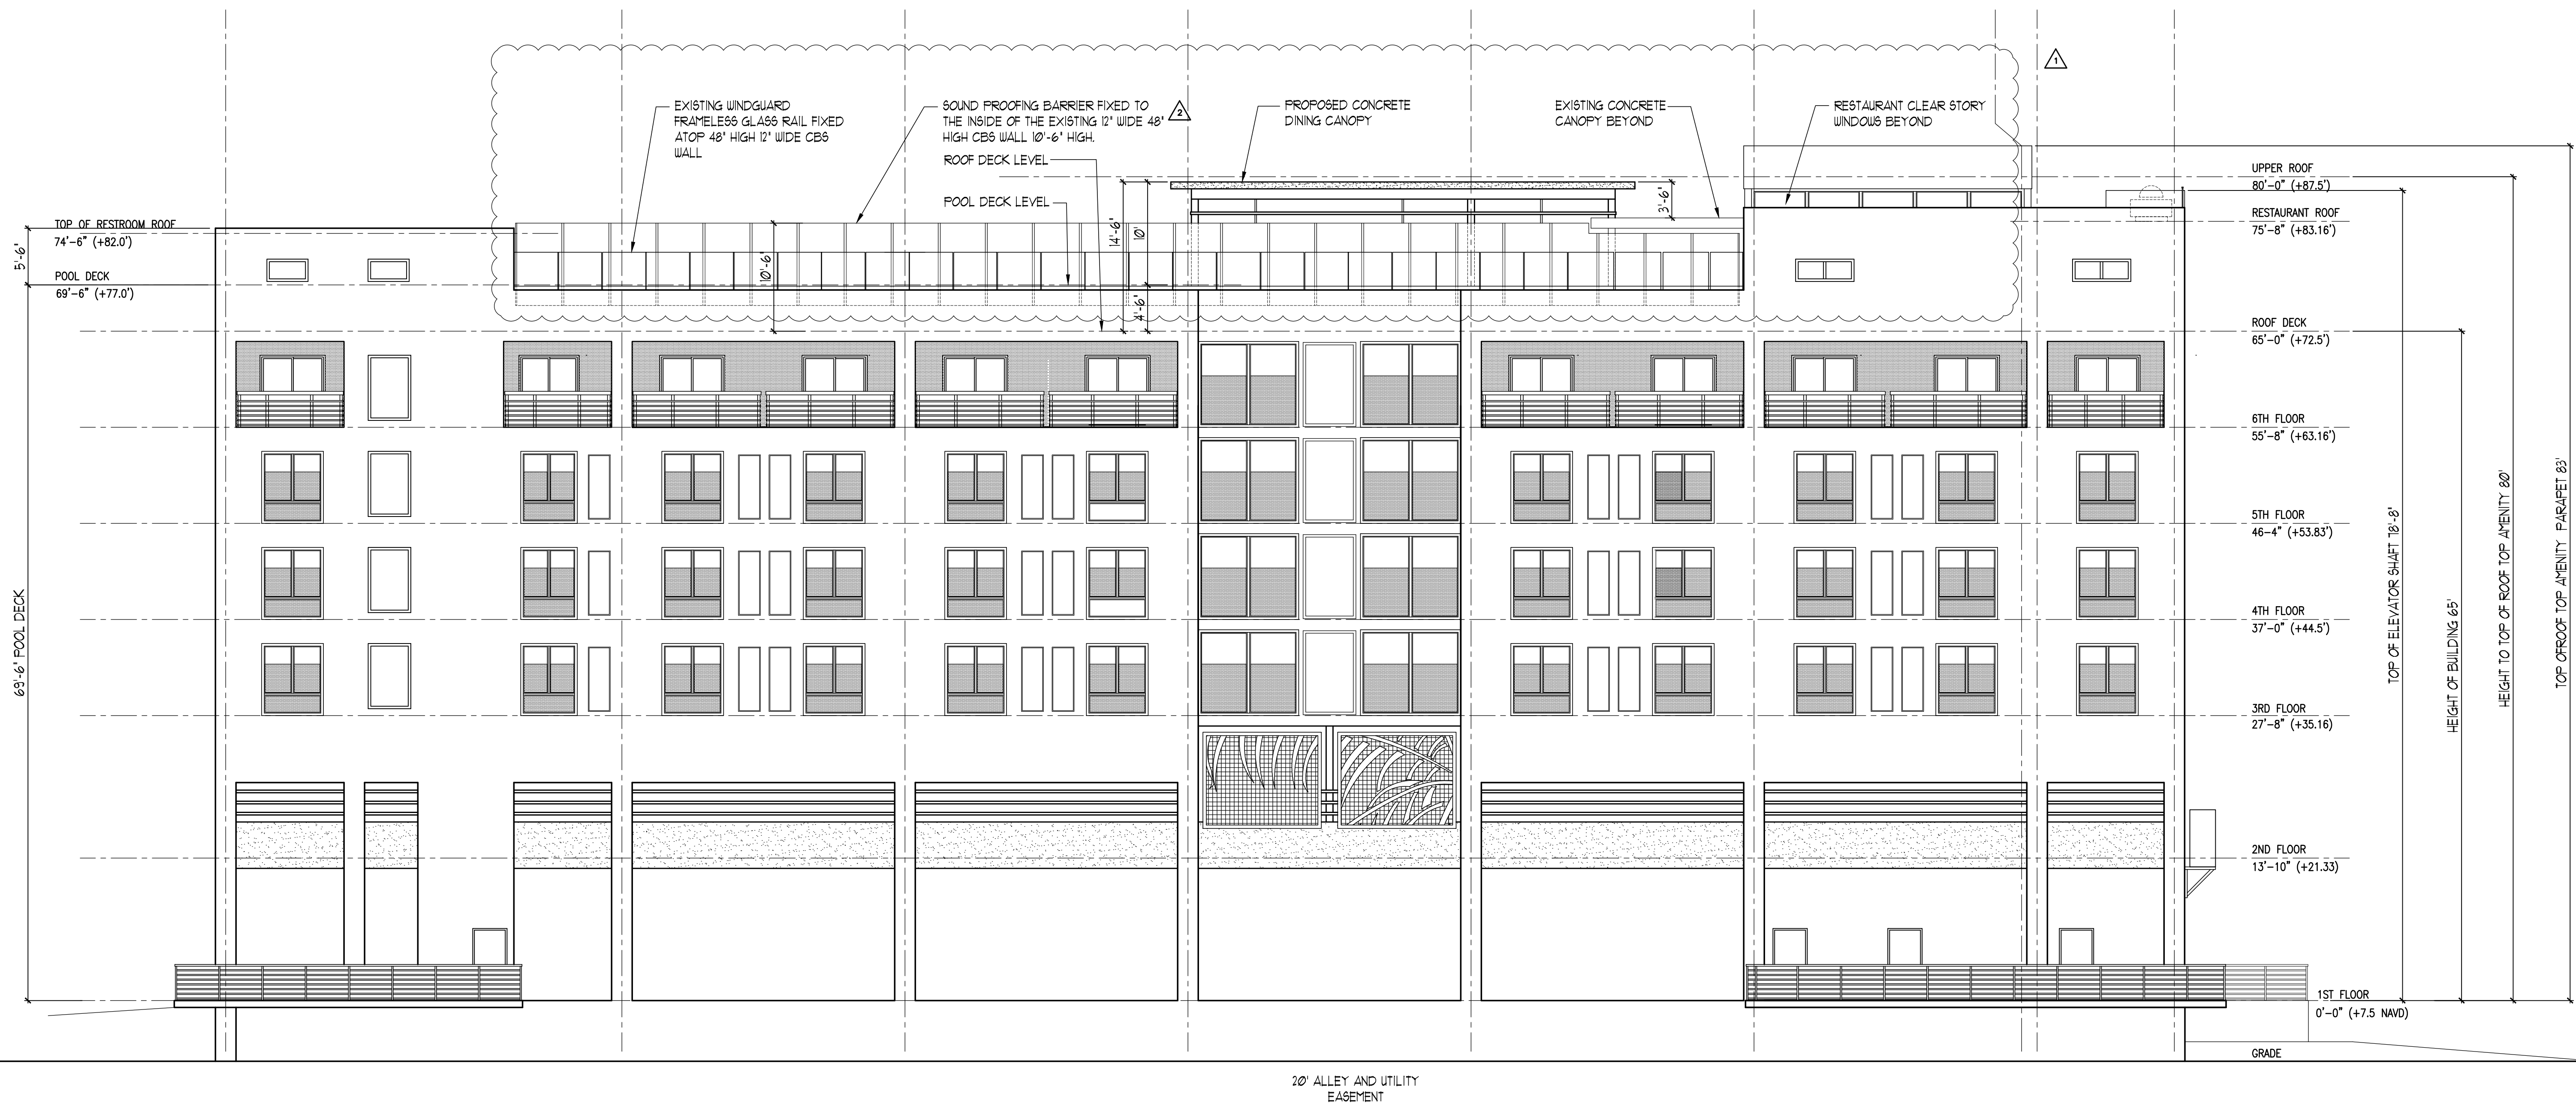 1
EXISTING WINDGUARD
FRAMELESS GLASS RAIL FIXED
ATOP 48" HIGH 12" WIDE CBS
WALL
SOUND PROOFING BARRIER FIXED TO
THE INSIDE OF THE EXISTING 12" WIDE 48"
HIGH CBS WALL 10'-6" HIGH.
2
ROOF DECK LEVEL
POOL DECK LEVEL
PROPOSED CONCRETE
DINING CANOPY
EXISTING CONCRETE
CANOPY BEYOND
RESTAURANT CLEAR STORY
WINDOWS BEYOND
TOP OF RESTROOM ROOF
74'-6" (+82.0')
POOL DECK
69'-6" (+77.0')
5'-6"
69'-6" POOL DECK
10'-6"
14'-6"
10'
4'-6"
3'-6"
UPPER ROOF
80'-0" (+87.5')
RESTAURANT ROOF
75'-8" (+83.16')
ROOF DECK
65'-0" (+72.5')
6TH FLOOR
55'-8" (+63.16')
5TH FLOOR
46-4" (+53.83')
4TH FLOOR
37'-0" (+44.5')
3RD FLOOR
27'-8" (+35.16)
2ND FLOOR
13'-10" (+21.33)
1ST FLOOR
0'-0" (+7.5 NAVD)
GRADE
TOP OF ELEVATOR SHAFT 78'-8"
HEIGHT OF BUILDING 65'
HEIGHT TO TOP OF ROOF TOP AMENITY 80'
TOP OFROOF TOP AMENITY PARAPET 83'
20' ALLEY AND UTILITY
EASEMENT